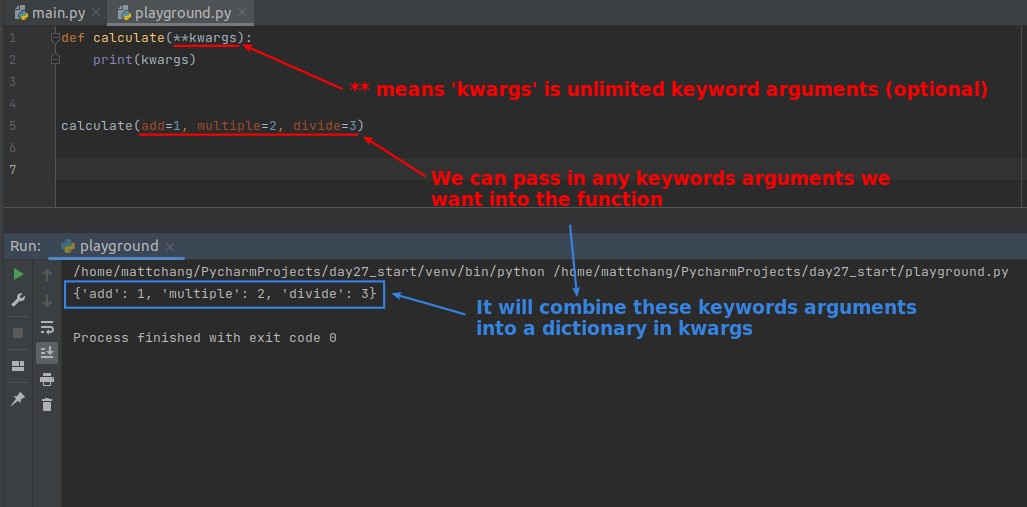 main.py playground.py
1 def calculate(**kwargs):
2 print(kwargs)
3
** means 'kwargs' is unlimited keyword arguments (optional)
4
5 calculate(add=1, multiple=2, divide=3)
6
7
We can pass in any keywords arguments we
want into the function
Run: playground
/home/mattchang/PycharmProjects/day27_start/venv/bin/python /home/mattchang/PycharmProjects/day27_start/playground.py
{'add': 1, 'multiple': 2, 'divide': 3}
It will combine these keywords arguments
into a dictionary in kwargs
Process finished with exit code 0